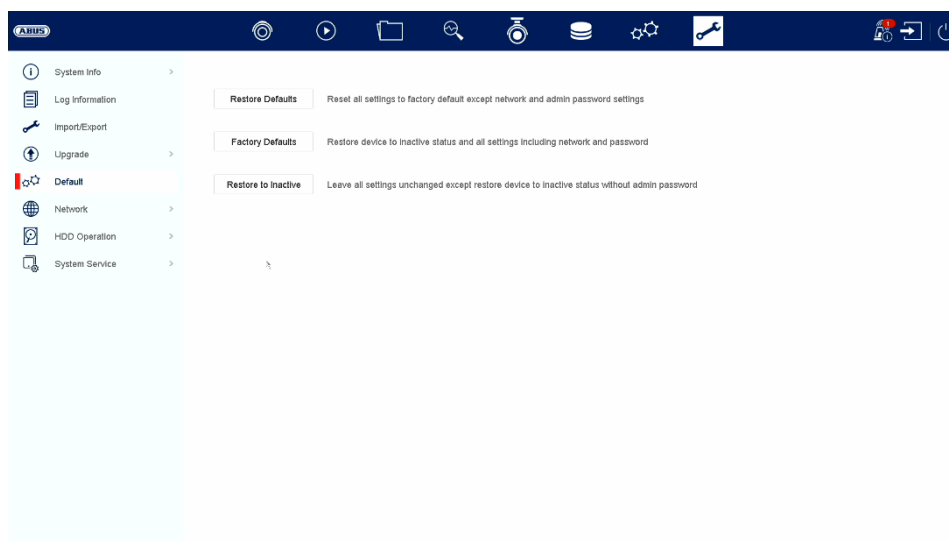 ABUS
1
System Info
Log Information
Import/Export
Upgrade
Default
Network
HDD Operation
System Service
Restore Defaults Reset all settings to factory default except network and admin password settings
Factory Defaults Restore device to inactive status and all settings including network and password
Restore to Inactive Leave all settings unchanged except restore device to inactive status without admin password